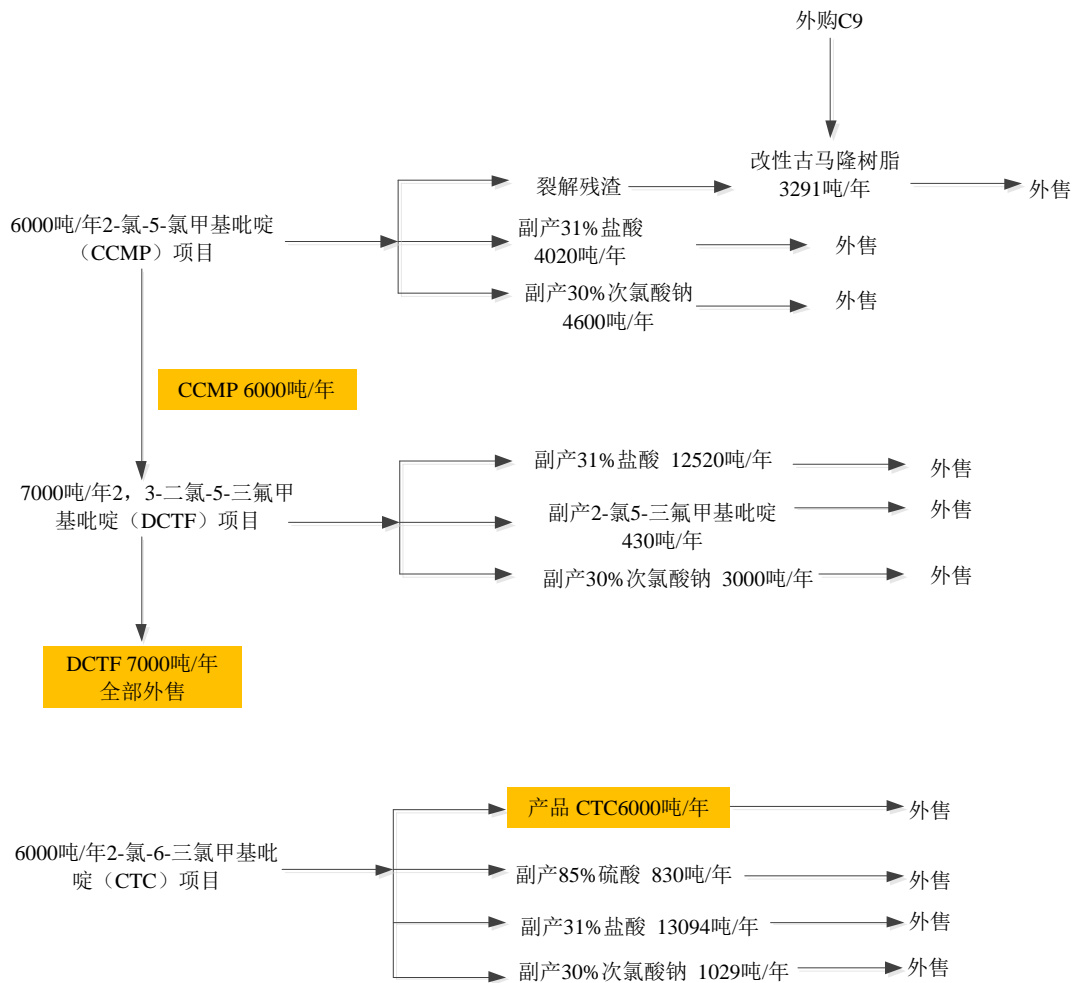 外购C9
改性古马隆树脂
3291吨/年
裂解残渣
外售
6000吨/年2-氯-5-氯甲基吡啶
（CCMP）项目
副产31%盐酸
4020吨/年
外售
副产30%次氯酸钠
4600吨/年
外售
CCMP 6000吨/年
7000吨/年2，3-二氯-5-三氟甲
基吡啶（DCTF）项目
副产31%盐酸 12520吨/年
外售
副产2-氯5-三氟甲基吡啶
430吨/年
外售
副产30%次氯酸钠 3000吨/年
外售
DCTF 7000吨/年
全部外售
6000吨/年2-氯-6-三氯甲基吡
啶（CTC）项目
产品 CTC6000吨/年
外售
副产85%硫酸 830吨/年
外售
副产31%盐酸 13094吨/年
外售
副产30%次氯酸钠 1029吨/年
外售